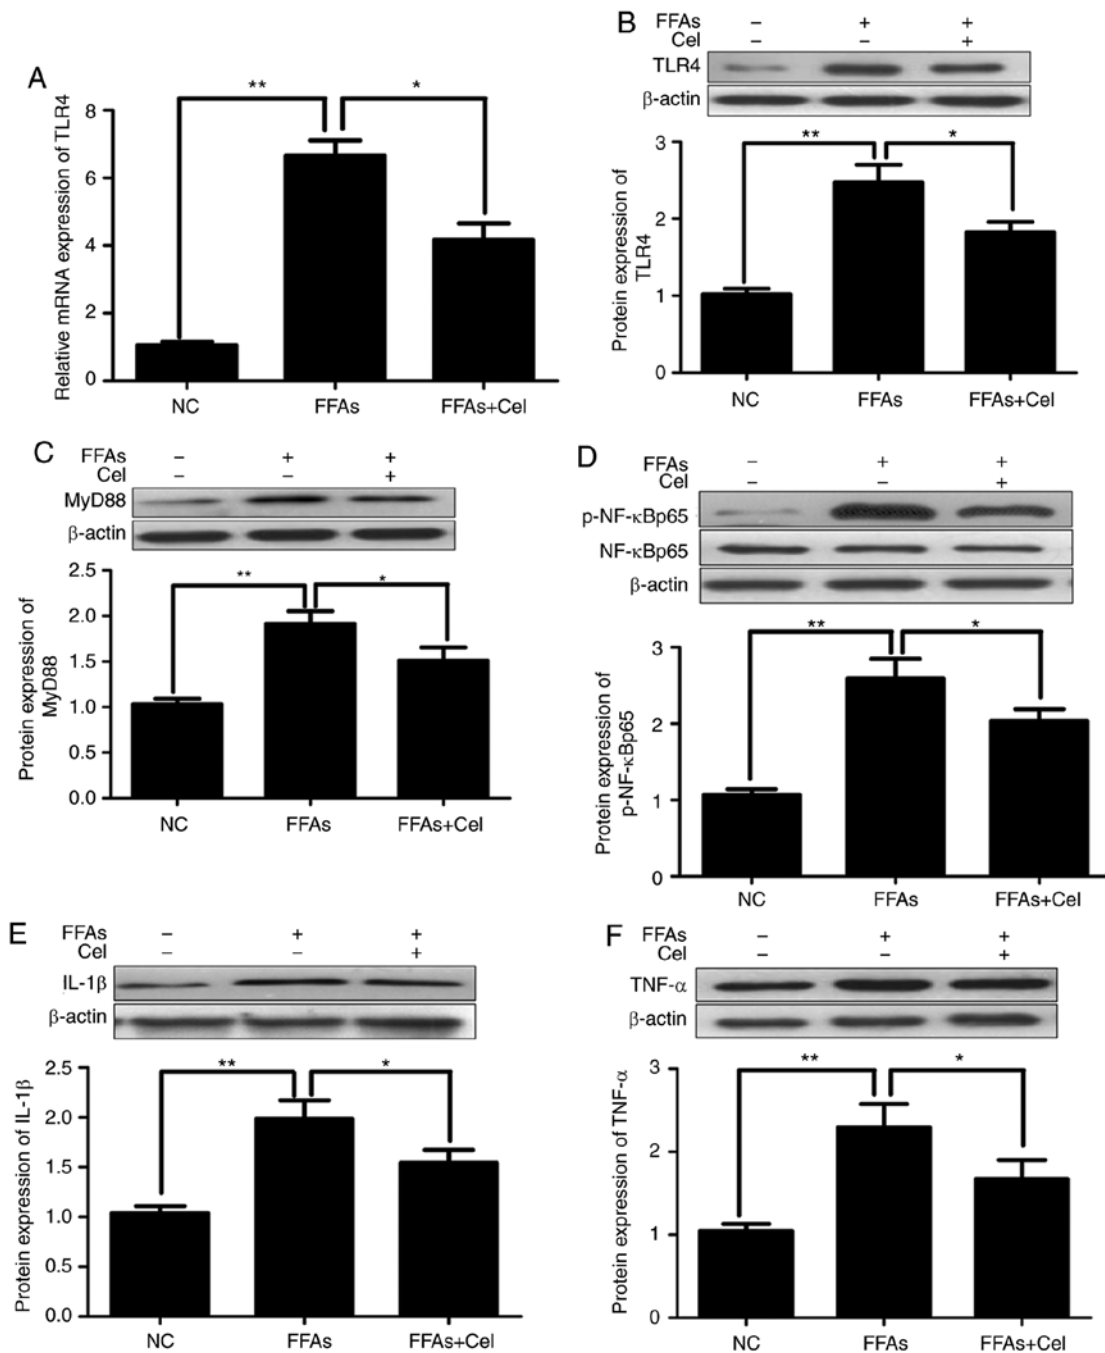 A
Relative mRNA expression of TLR4
8
6
4
2
0
**
*
NC FFAs FFAs+Cel
B
FFAs – + +
Cel – – +
TLR4
β-actin
Protein expression of
TLR4
3
2
1
0
**
*
NC FFAs FFAs+Cel
C
FFAs – + +
Cel – – +
MyD88
β-actin
Protein expression of
MyD88
2.5
2.0
1.5
1.0
0.5
0.0
**
*
NC FFAs FFAs+Cel
D
FFAs – + +
Cel – – +
p-NF-κBp65
NF-κBp65
β-actin
Protein expression of
p-NF-κBp65
3
2
1
0
**
*
NC FFAs FFAs+Cel
E
FFAs – + +
Cel – – +
IL-1β
β-actin
Protein expression of IL-1β
2.5
2.0
1.5
1.0
0.5
0.0
**
*
NC FFAs FFAs+Cel
F
FFAs – + +
Cel – – +
TNF-α
β-actin
Protein expression of TNF-α
3
2
1
0
**
*
NC FFAs FFAs+Cel